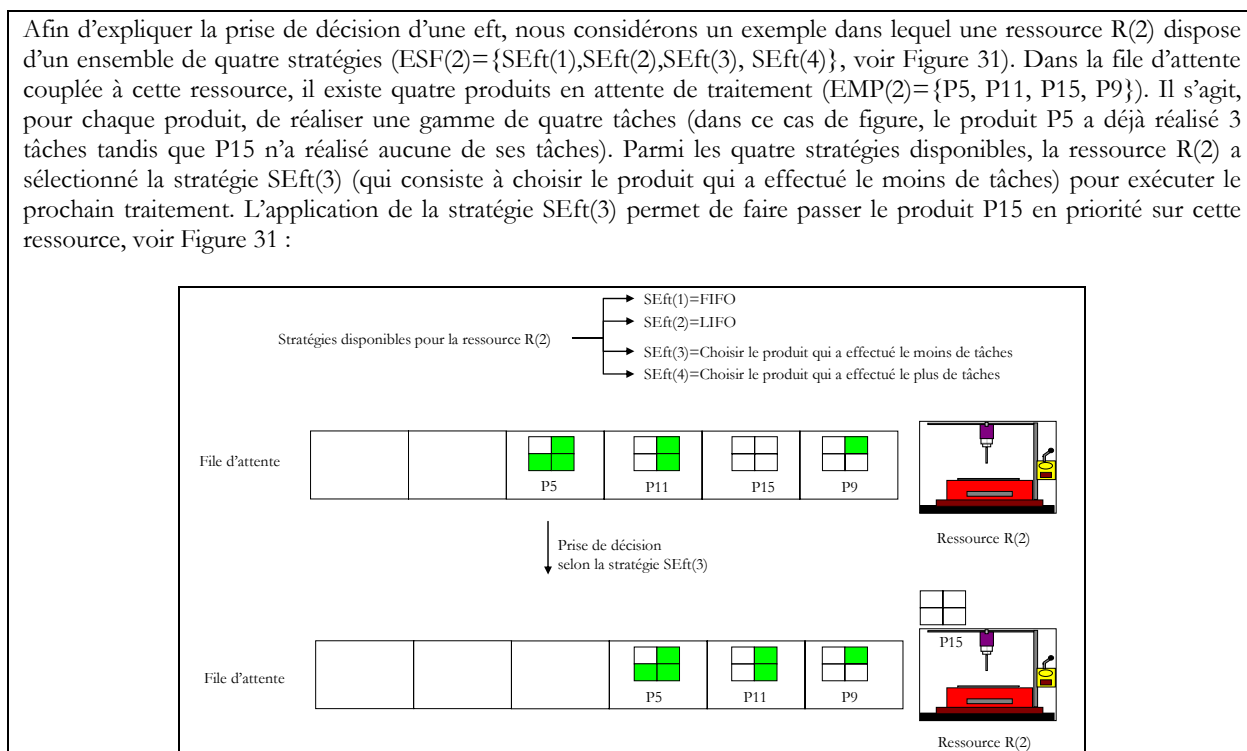 Afin d'expliquer la prise de décision d'une eft, nous considérons un exemple dans lequel une ressource R(2) dispose
d'un ensemble de quatre stratégies (ESF(2)={SEft(1),SEft(2),SEft(3), SEft(4)}, voir Figure 31). Dans la file d'attente
couplée à cette ressource, il existe quatre produits en attente de traitement (EMP(2)={P5, P11, P15, P9}). Il s'agit,
pour chaque produit, de réaliser une gamme de quatre tâches (dans ce cas de figure, le produit P5 a déjà réalisé 3
tâches tandis que P15 n'a réalisé aucune de ses tâches). Parmi les quatre stratégies disponibles, la ressource R(2) a
sélectionné la stratégie SEft(3) (qui consiste à choisir le produit qui a effectué le moins de tâches) pour exécuter le
prochain traitement. L'application de la stratégie SEft(3) permet de faire passer le produit P15 en priorité sur cette
ressource, voir Figure 31 :
SEft(1)=FIFO
SEft(2)=LIFO
Stratégies disponibles pour la ressource R(2)
SEft(3)=Choisir le produit qui a effectué le moins de tâches
SEft(4)=Choisir le produit qui a effectué le plus de tâches
File d'attente
P5
P11
P15
P9
Ressource R(2)
Prise de décision
selon la stratégie SEft(3)
P15
File d'attente
P5
P11
P9
Ressource R(2)